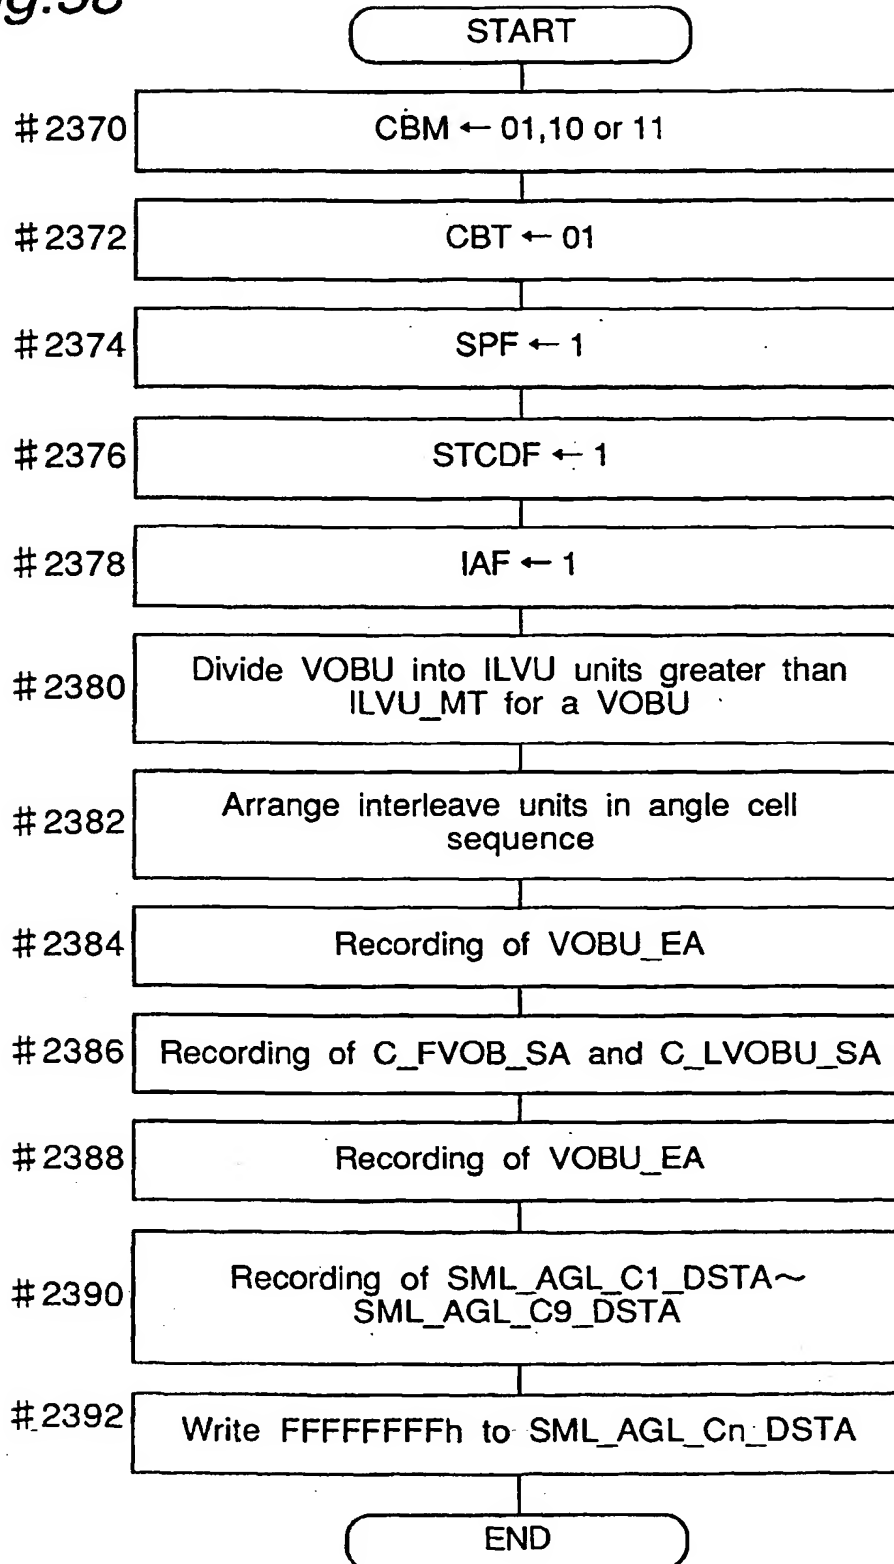 START
#2370 CBM ← 01,10 or 11
#2372 CBT ← 01
#2374 SPF ← 1
#2376 STCDF ← 1
#2378 IAF ← 1
#2380 Divide VOBU into ILVU units greater than
ILVU_MT for a VOBU
#2382 Arrange interleave units in angle cell
sequence
#2384 Recording of VOBU_EA
#2386 Recording of C_FVOB_SA and C_LVOBU_SA
#2388 Recording of VOBU_EA
#2390 Recording of SML_AGL_C1_DSTA~
SML_AGL_C9_DSTA
#2392 Write FFFFFFFFh to SML_AGL_Cn_DSTA
END